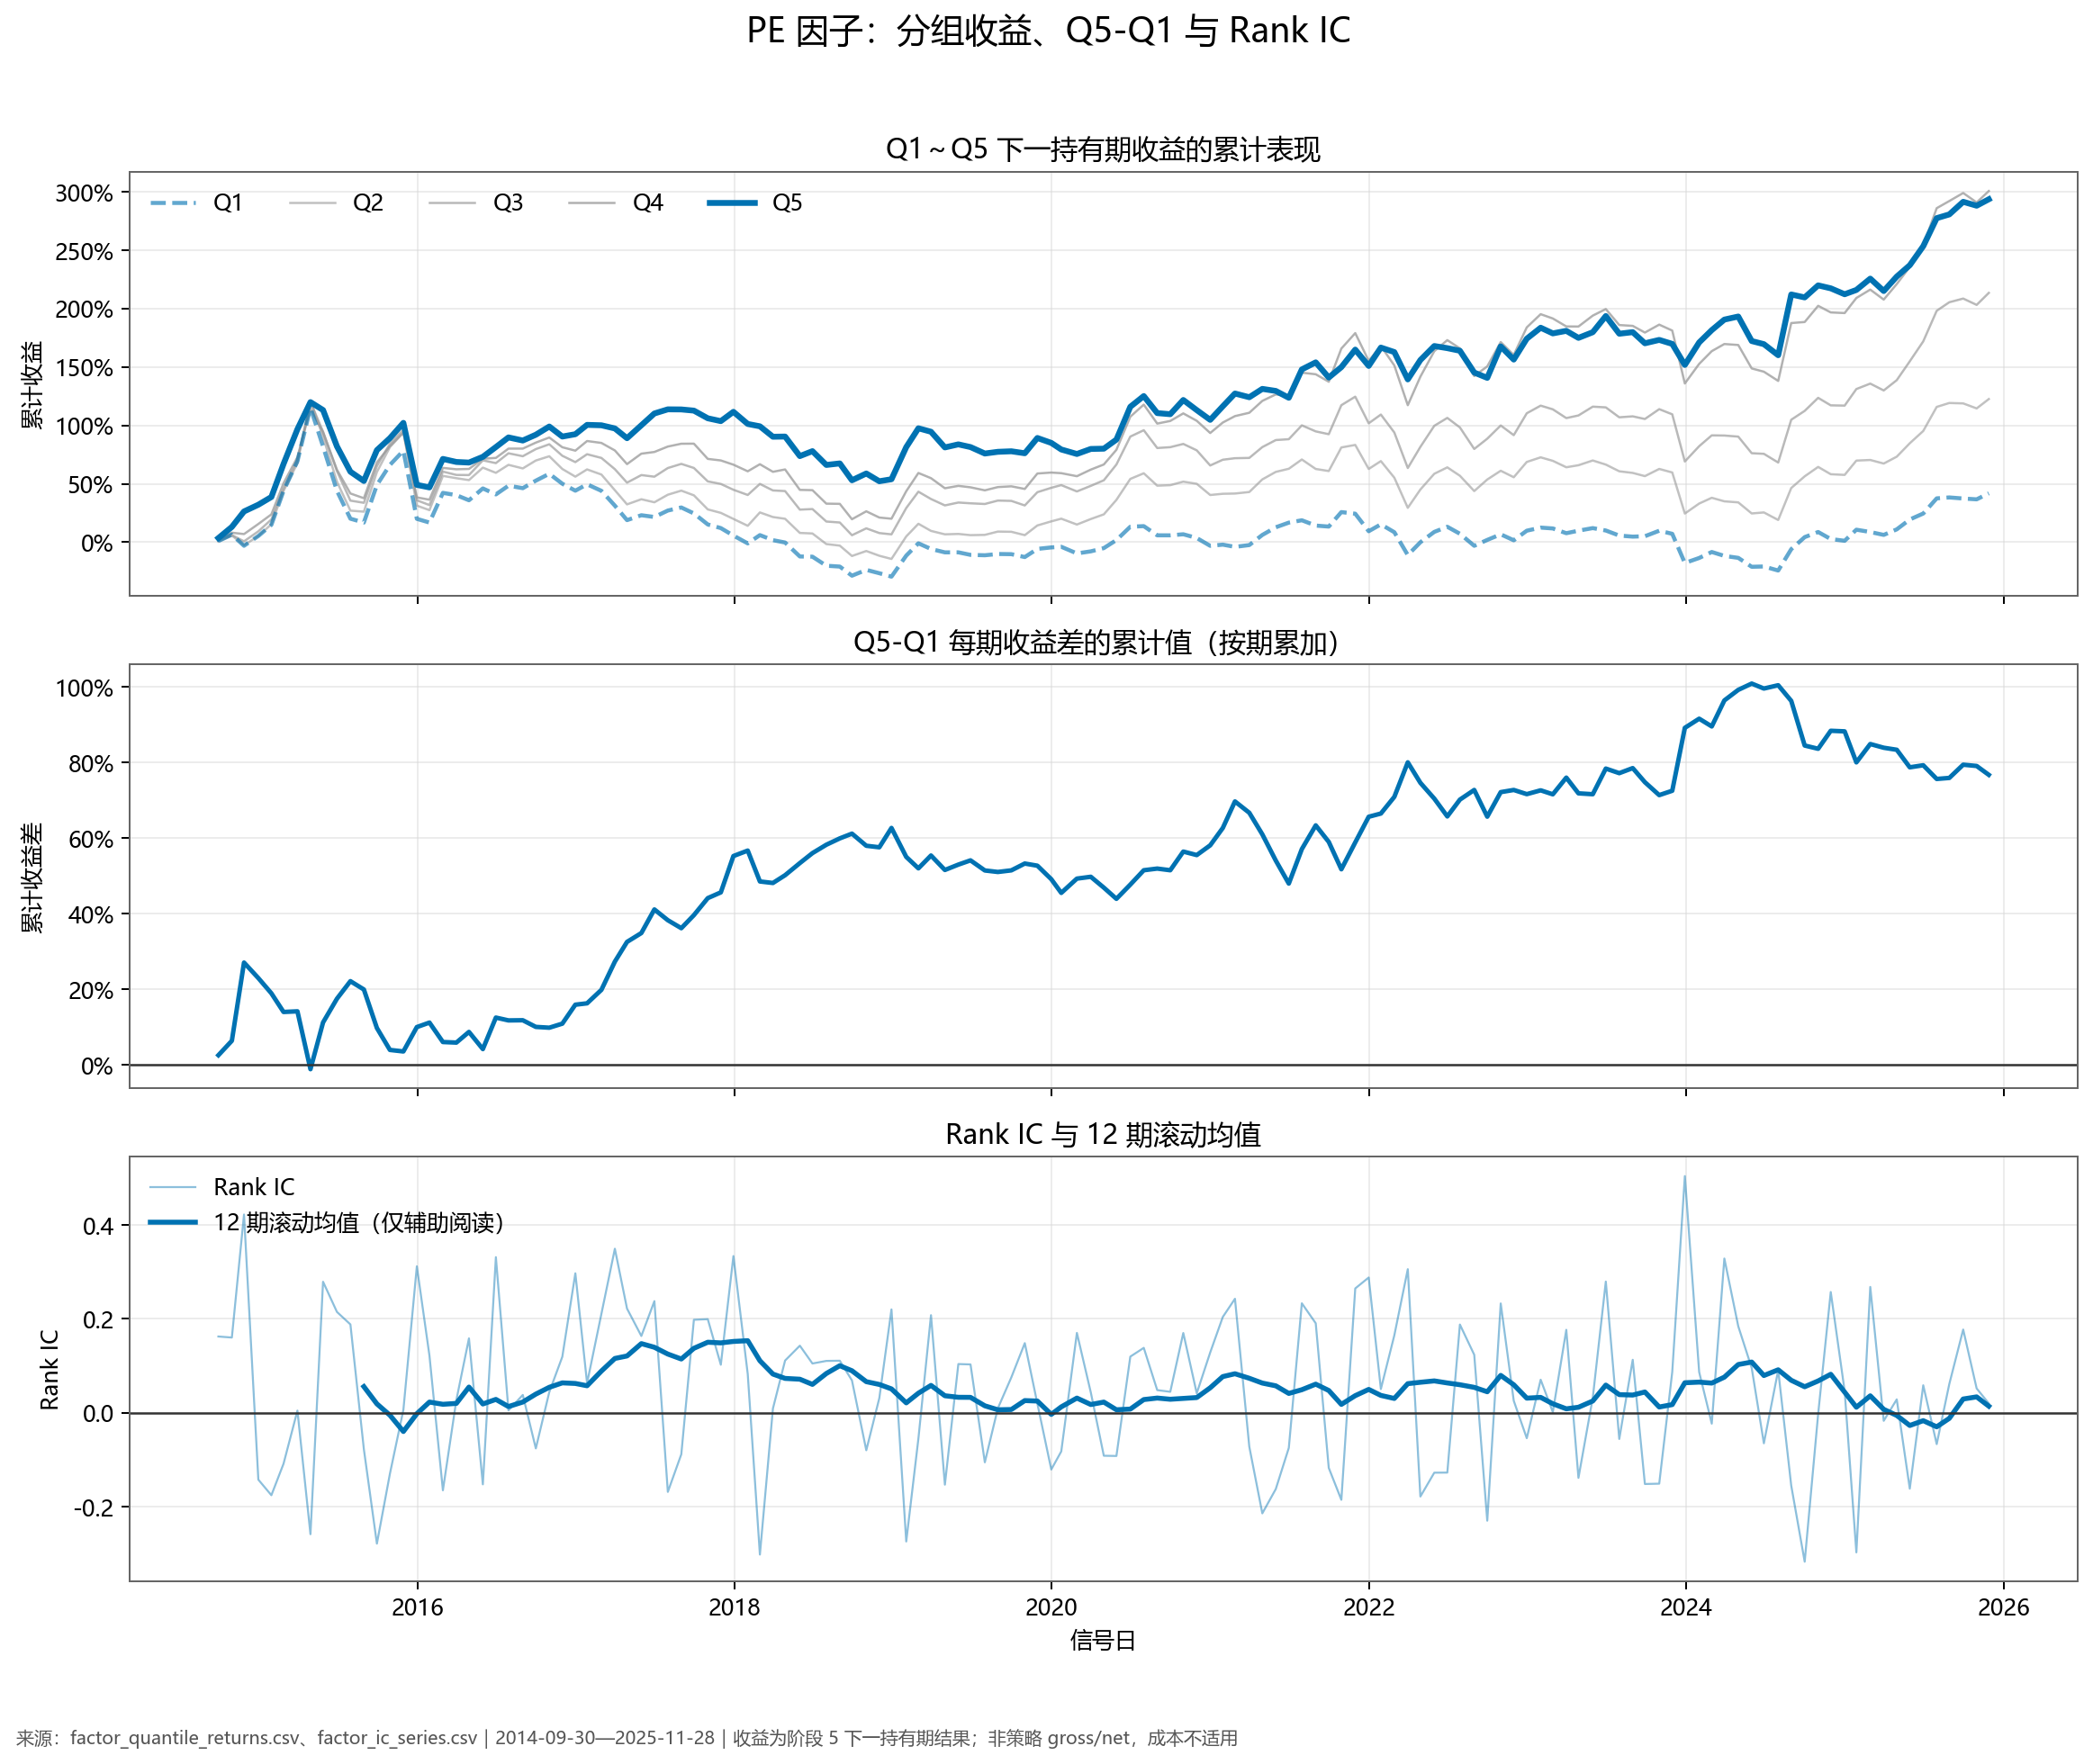 PE 因子：分组收益、Q5-Q1 与 Rank IC
Q1～Q5 下一持有期收益的累计表现
300%
250%
200%
150%
100%
50%
0%
累计收益
Q1 Q2 Q3 Q4 Q5
Q5-Q1 每期收益差的累计值（按期累加）
100%
80%
60%
40%
20%
0%
累计收益差
Rank IC 与 12 期滚动均值
Rank IC
12 期滚动均值（仅辅助阅读）
0.4
0.2
0.0
-0.2
Rank IC
2016 2018 2020 2022 2024 2026
信号日
来源：factor_quantile_returns.csv、factor_ic_series.csv | 2014-09-30—2025-11-28 | 收益为阶段 5 下一持有期结果；非策略 gross/net，成本不适用